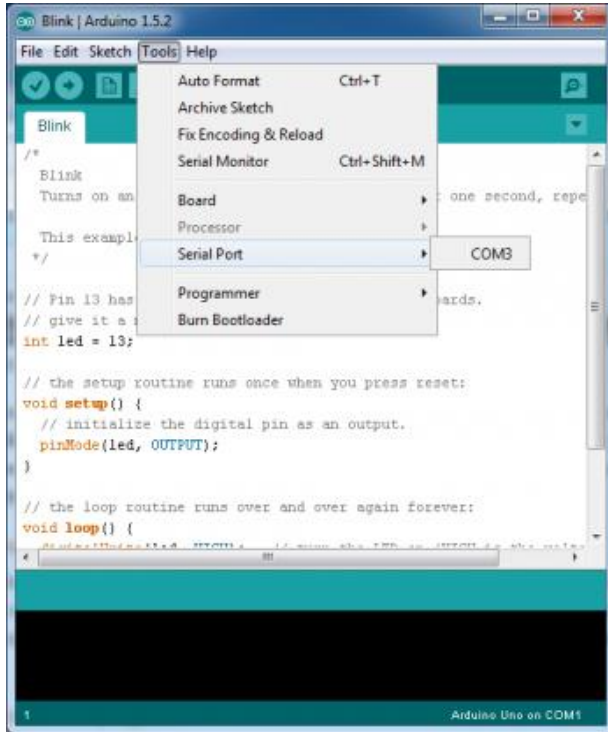 Blink | Arduino 1.5.2
File Edit Sketch Tools Help
Auto Format Ctrl+T
Archive Sketch
Fix Encoding & Reload
Serial Monitor Ctrl+Shift+M
Board
Processor
Serial Port
COM3
Programmer
Burn Bootloader
Blink
/*
Blink
Turns on an one second, repe
This exampl
*/
// Pin 13 has ards.
// give it a
int led = 13;
// the setup routine runs once when you press reset:
void setup() {
// initialize the digital pin as an output.
pinMode(led, OUTPUT);
}
// the loop routine runs over and over again forever:
void loop() {
1
Arduino Uno on COM1